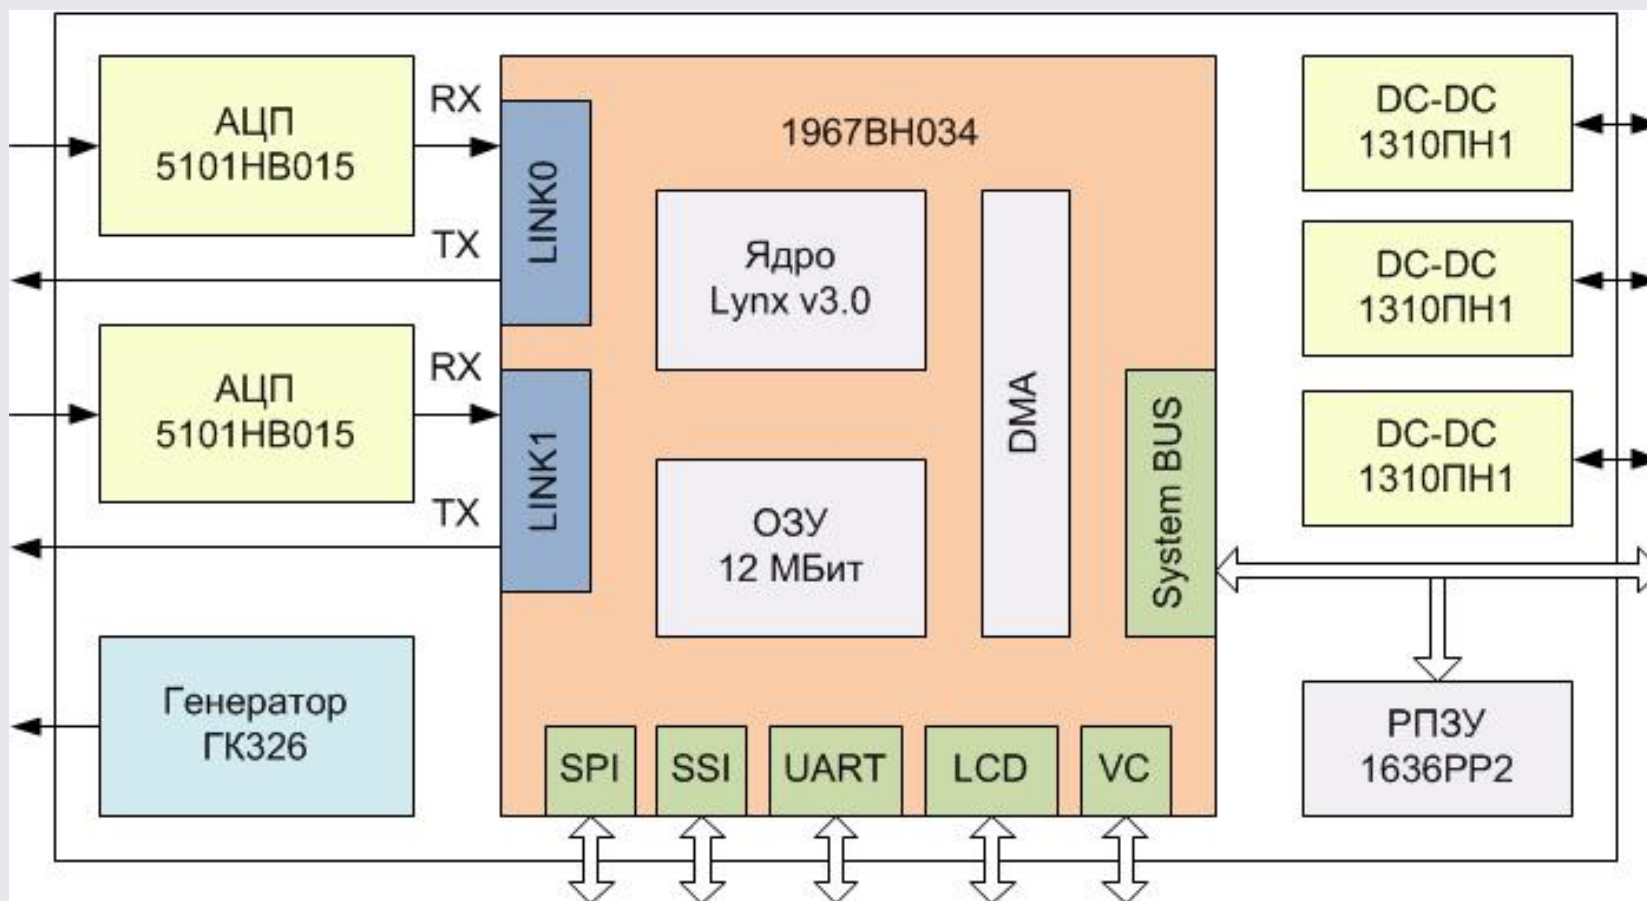 АЦП
5101НВ015
RX
TX
LINK0
АЦП
5101НВ015
RX
TX
LINK1
Генератор
ГК326
1967ВН034
Ядро
Lynx v3.0
ОЗУ
12 МБит
DMA
System BUS
SPI
SSI
UART
LCD
VC
DC-DC
1310ПН1
DC-DC
1310ПН1
DC-DC
1310ПН1
РПЗУ
1636РР2